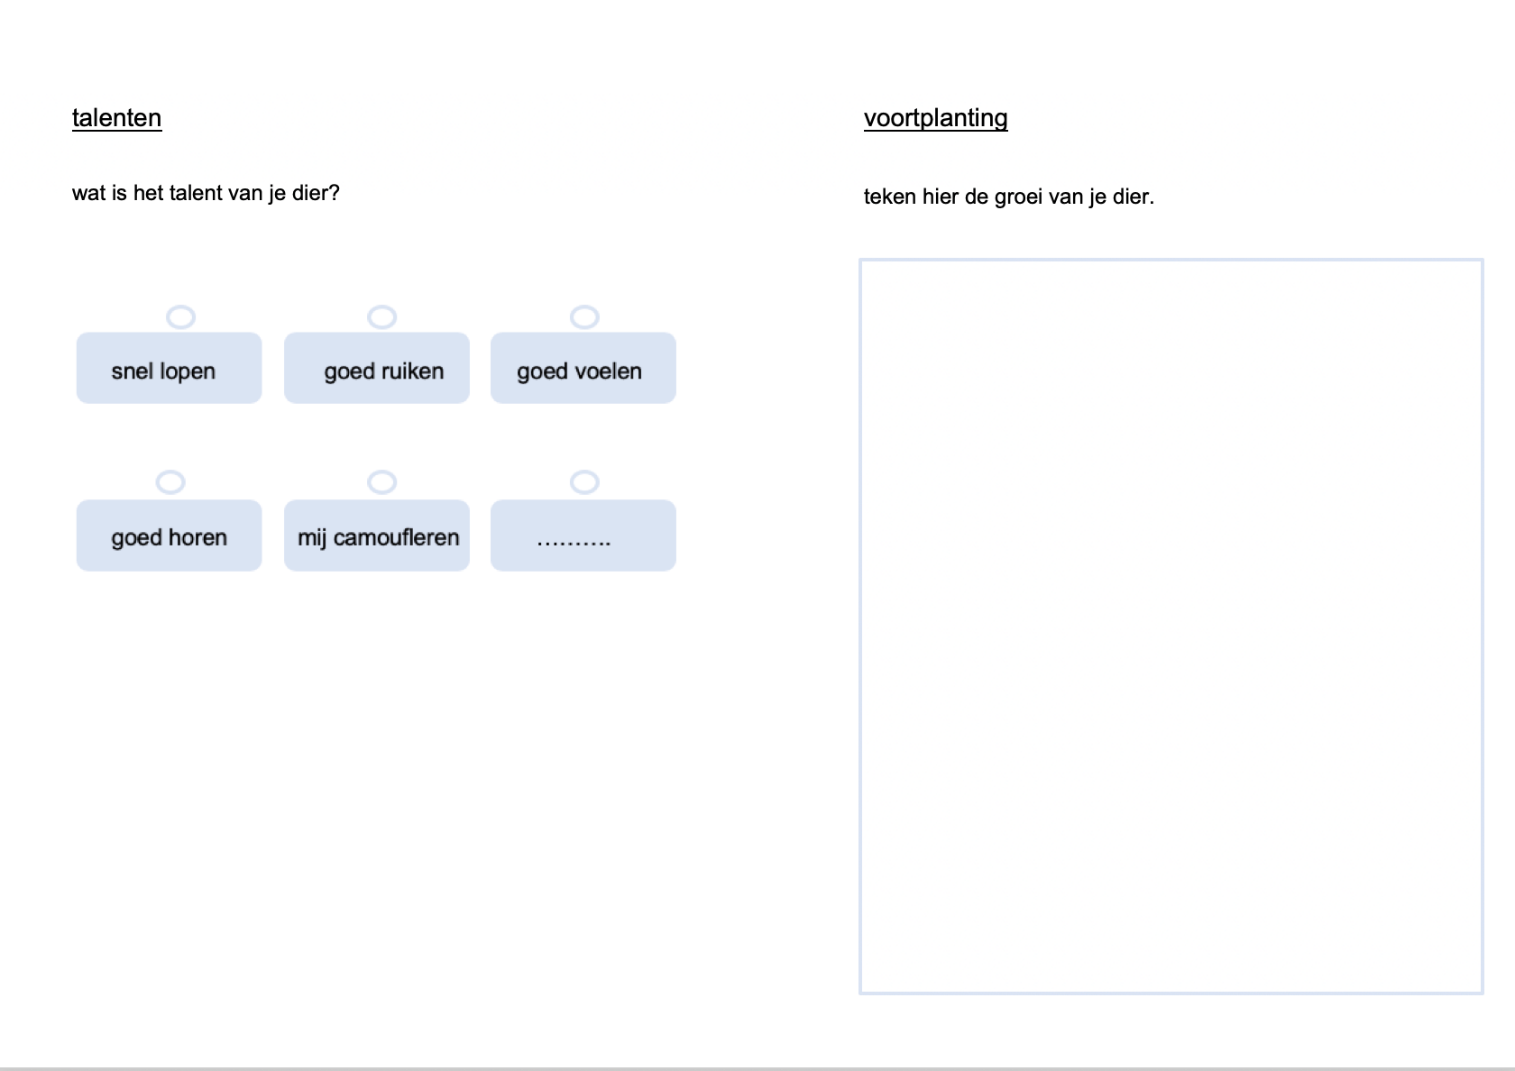 talenten
wat is het talent van je dier?
snel lopen
goed ruiken
goed voelen
goed horen
mij camoufleren
..........
voortplanting
teken hier de groei van je dier.